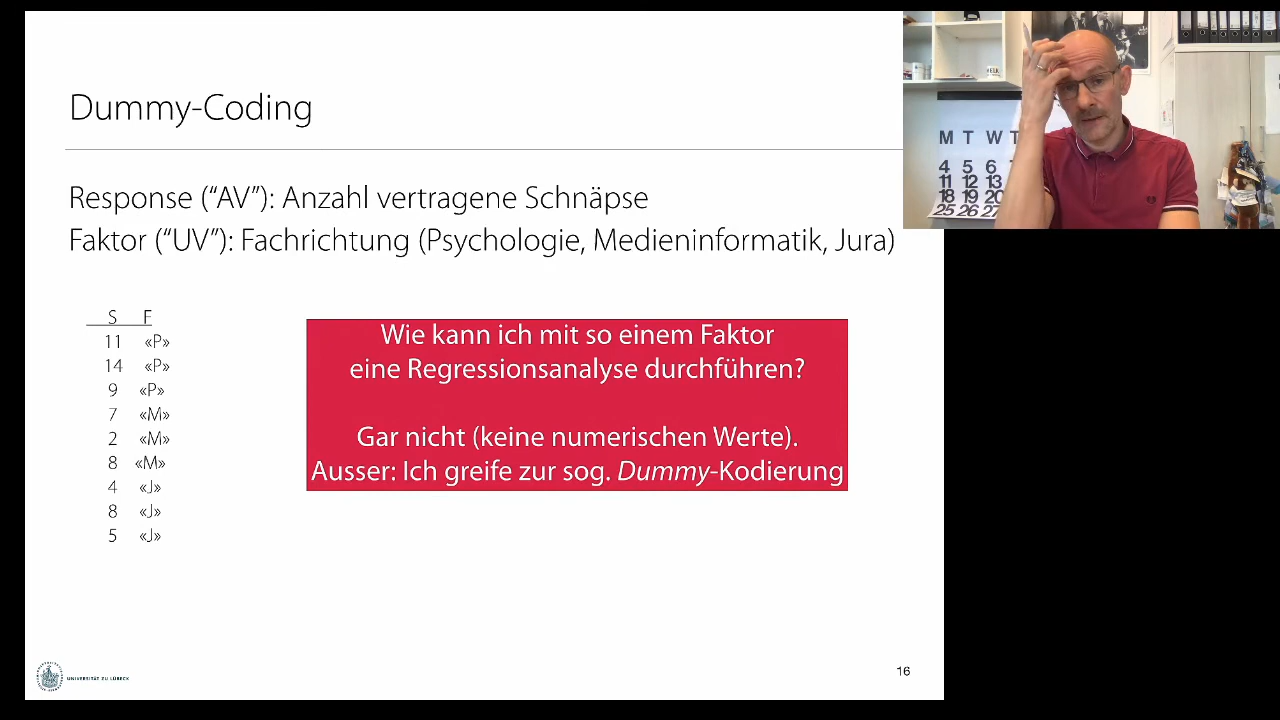 Dummy-Coding
Response (“AV”): Anzahl vertragene Schnäpse
Faktor (“UV”): Fachrichtung (Psychologie, Medieninformatik, Jura)
S F
11 «P»
14 «P»
9 «P»
7 «M»
2 «M»
8 «M»
4 «J»
8 «J»
5 «J»
Wie kann ich mit so einem Faktor
eine Regressionsanalyse durchführen?
Gar nicht (keine numerischen Werte).
Ausser: Ich greife zur sog. Dummy-Kodierung
M T W T
4 5 6
11 12 13
18 19 20
25 26 27
UNIVERSITÄT ZU LÜBECK
16